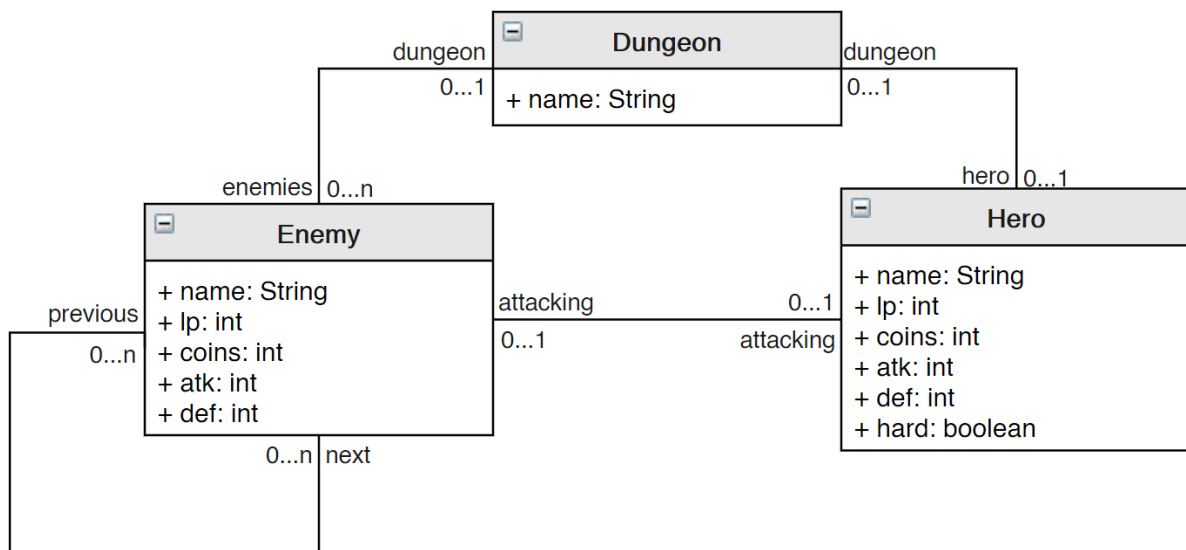 Dungeon
dungeon
dungeon
0...1
0...1
+ name: String
enemies
0...n
hero
0...1
Enemy
Hero
+ name: String
+ lp: int
+ coins: int
+ atk: int
+ def: int
previous
0...n
attacking
0...1
0...1
attacking
+ name: String
+ lp: int
+ coins: int
+ atk: int
+ def: int
+ hard: boolean
0...n
next